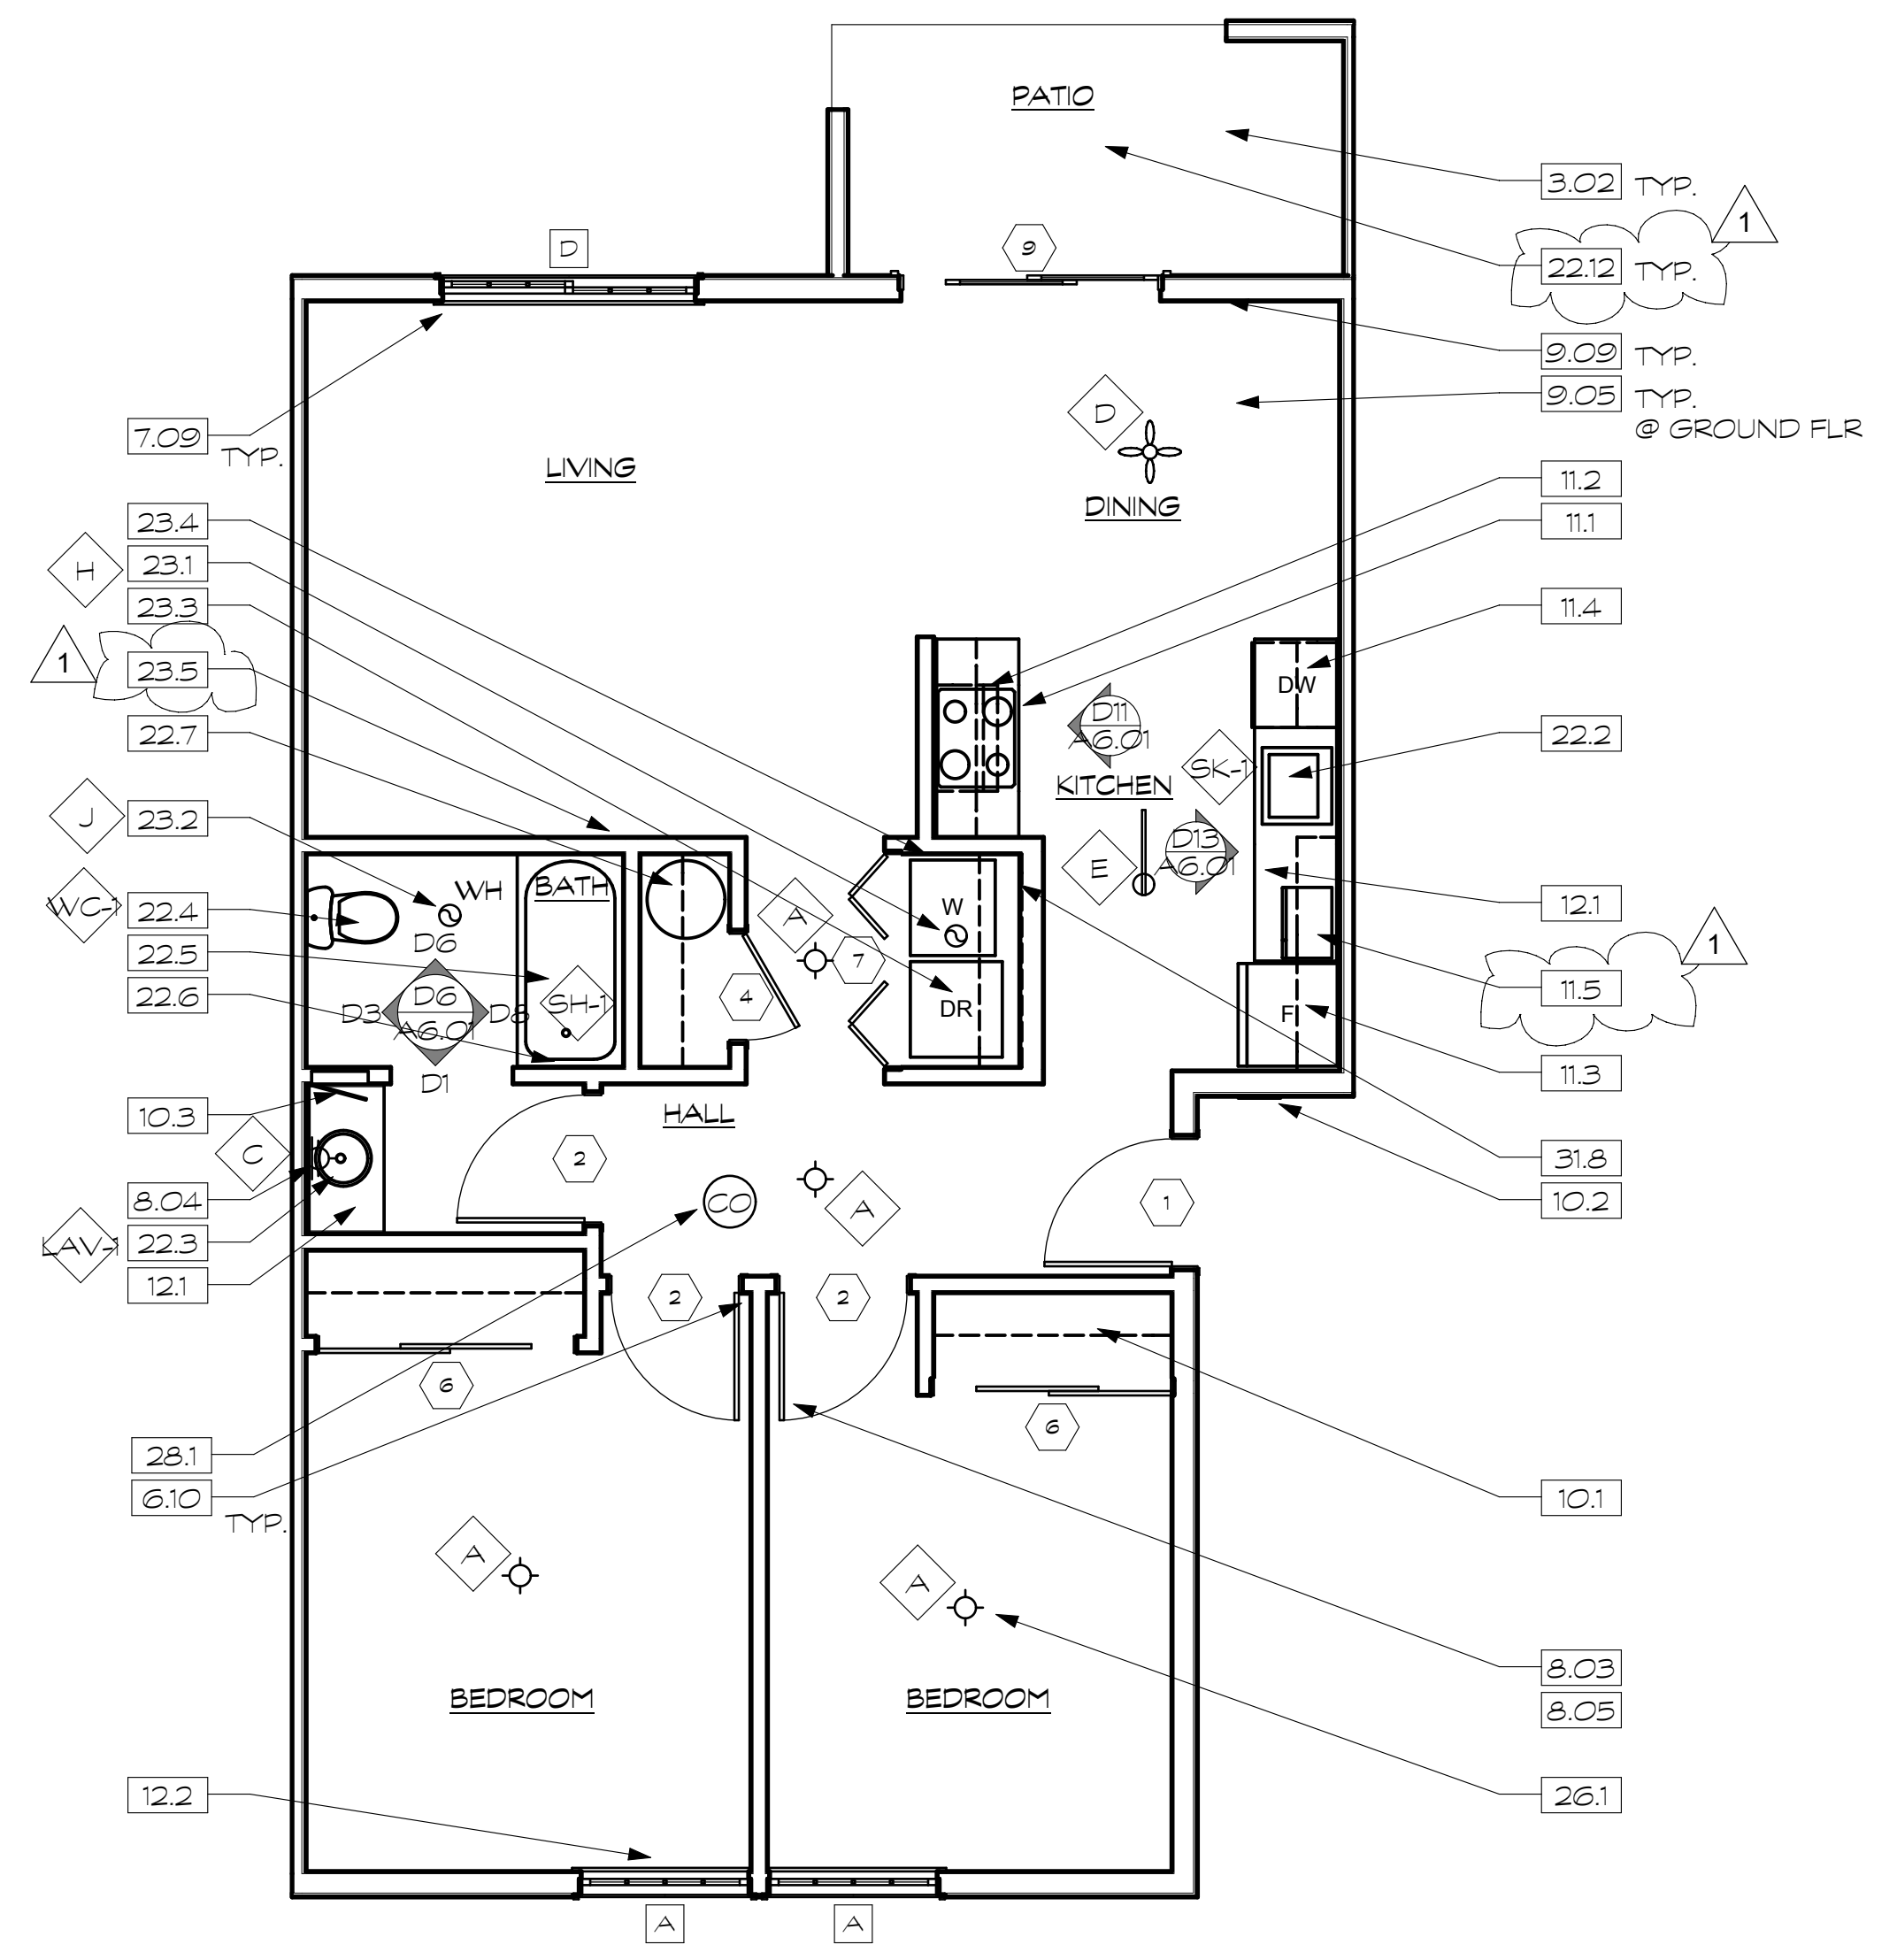 PATIO
3.02 TYP.
1
D
9
22.12 TYP.
9.09 TYP.
9.05 TYP.
@ GROUND FLR
D
7.09
TYP.
LIVING
DINING
11.2
23.4
11.1
H
23.1
23.3
11.4
1
23.5
DW
D11
A6.01
22.7
22.2
SK-1
KITCHEN
J
23.2
D13
A6.01
E
WH
BATH
WC-1
22.4
W
A
12.1
D6
22.5
7
1
22.6
D3
D6
A6.01
D8
SH-1
4
DR
F
11.5
D1
11.3
10.3
HALL
C
2
31.8
8.04
CO
A
1
10.2
LAV-1
22.3
12.1
2
2
6
6
28.1
6.10
TYP.
10.1
A
A
BEDROOM
BEDROOM
8.03
8.05
12.2
26.1
A
A